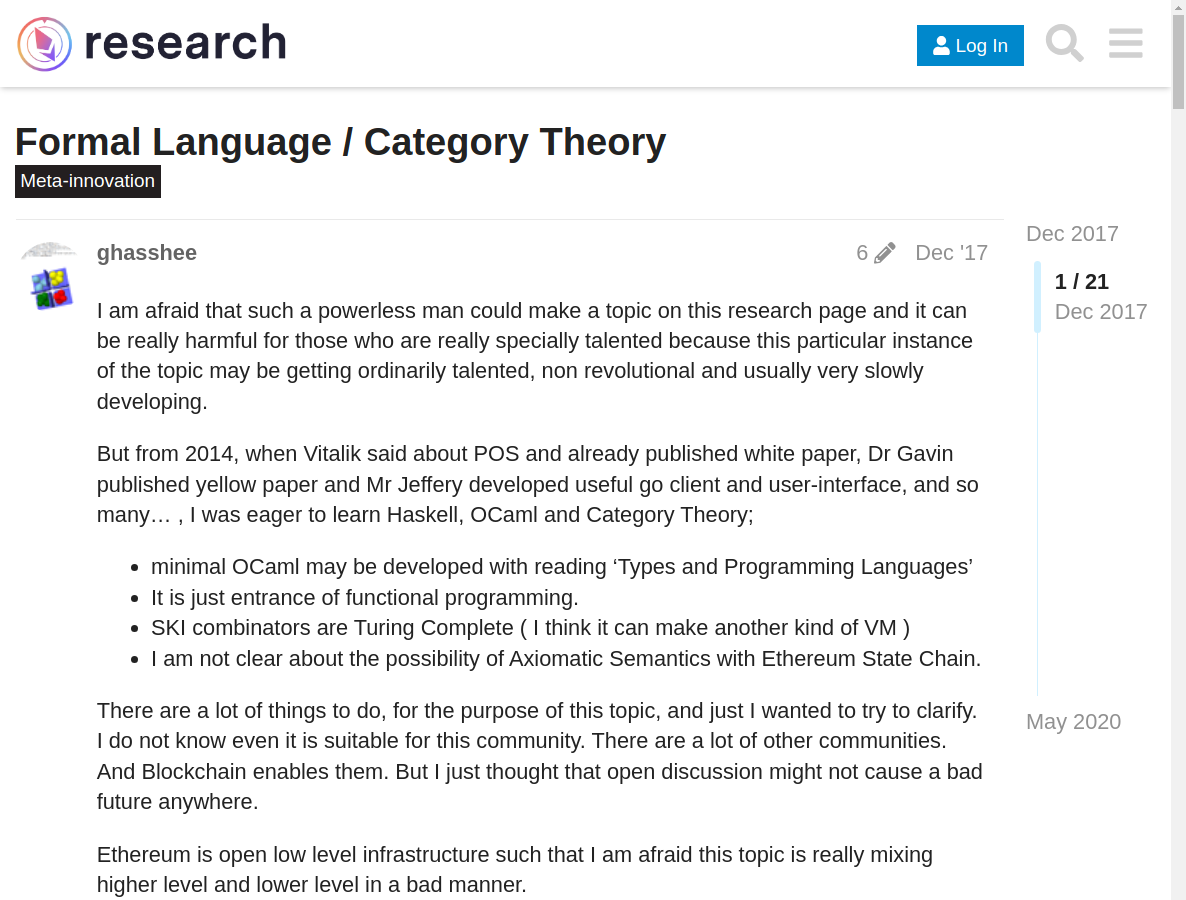 research
Log In
Formal Language / Category Theory
Meta-innovation
ghasshee
6
Dec '17
Dec 2017
1 / 21
Dec 2017
I am afraid that such a powerless man could make a topic on this research page and it can
be really harmful for those who are really specially talented because this particular instance
of the topic may be getting ordinarily talented, non revolutional and usually very slowly
developing.
But from 2014, when Vitalik said about POS and already published white paper, Dr Gavin
published yellow paper and Mr Jeffery developed useful go client and user-interface, and so
many… , I was eager to learn Haskell, OCaml and Category Theory;
• minimal OCaml may be developed with reading ‘Types and Programming Languages’
• It is just entrance of functional programming.
• SKI combinators are Turing Complete ( I think it can make another kind of VM )
• I am not clear about the possibility of Axiomatic Semantics with Ethereum State Chain.
There are a lot of things to do, for the purpose of this topic, and just I wanted to try to clarify.
I do not know even it is suitable for this community. There are a lot of other communities.
And Blockchain enables them. But I just thought that open discussion might not cause a bad
future anywhere.
May 2020
Ethereum is open low level infrastructure such that I am afraid this topic is really mixing
higher level and lower level in a bad manner.